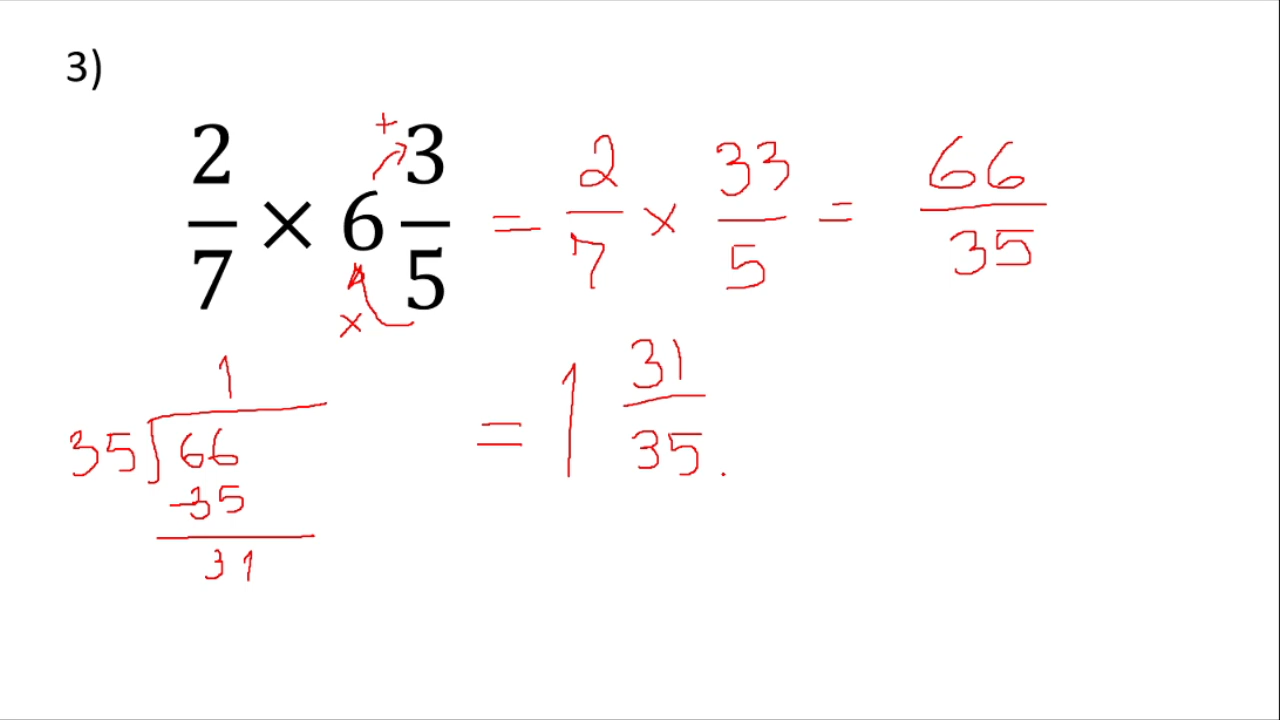 3)
2/7 × 6 3/5 = 2/7 × 33/5 = 66/35
+
×
= 1 31/35.
1
35 ) 66
-35
31